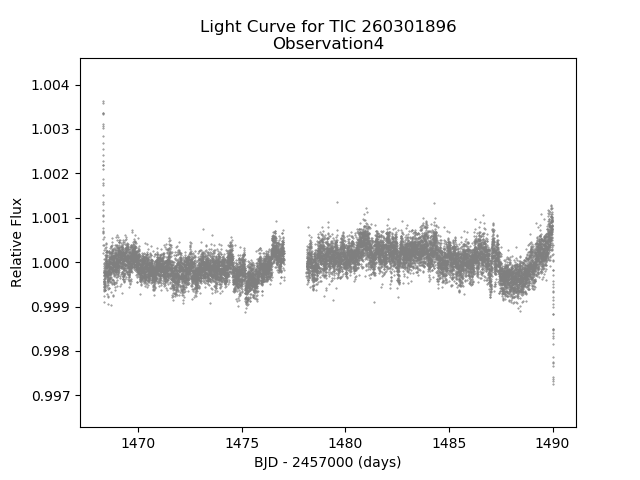 Light Curve for TIC 260301896
Observation4
1.004
1.003
1.002
1.001
1.000
0.999
0.998
0.997
Relative Flux
1470 1475 1480 1485 1490
BJD - 2457000 (days)